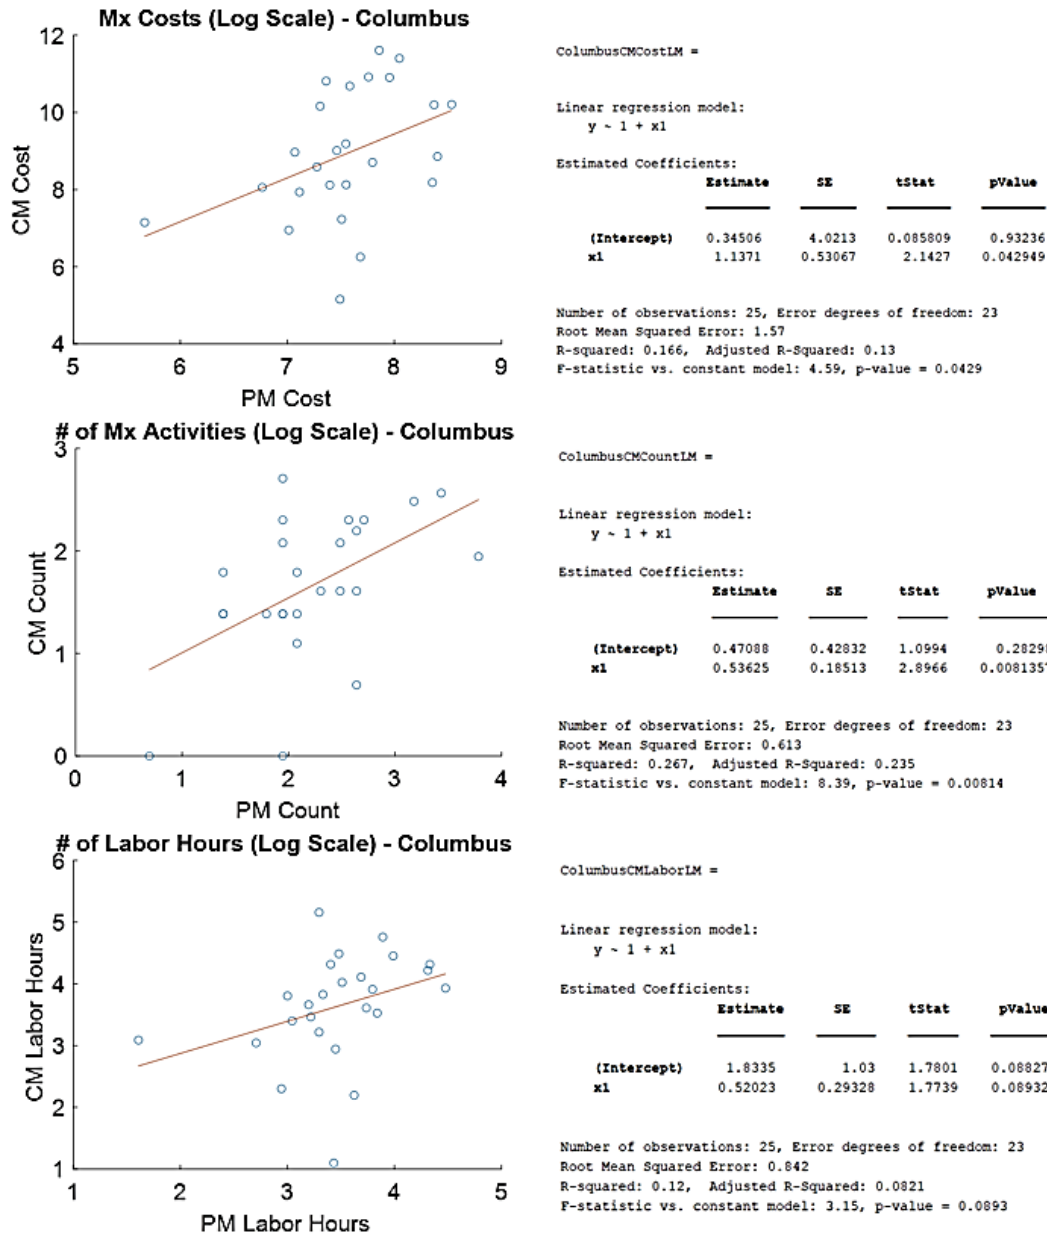 Mx Costs (Log Scale) - Columbus
12
10
8
6
4
5
6
7
8
9
CM Cost
PM Cost
ColumbusCMCostLM =
Linear regression model:
y ~ 1 + x1
Estimated Coefficients:
Estimate SE tStat pValue
(Intercept) 0.34506 4.0213 0.085809 0.93236
x1 1.1371 0.53067 2.1427 0.042949
Number of observations: 25, Error degrees of freedom: 23
Root Mean Squared Error: 1.57
R-squared: 0.166, Adjusted R-Squared: 0.13
F-statistic vs. constant model: 4.59, p-value = 0.0429
# of Mx Activities (Log Scale) - Columbus
3
2
1
0
0
1
2
3
4
CM Count
PM Count
ColumbusCMCountLM =
Linear regression model:
y ~ 1 + x1
Estimated Coefficients:
Estimate SE tStat pValue
(Intercept) 0.47088 0.42832 1.0994 0.2829
x1 0.53625 0.18513 2.8966 0.008135
Number of observations: 25, Error degrees of freedom: 23
Root Mean Squared Error: 0.613
R-squared: 0.267, Adjusted R-Squared: 0.235
F-statistic vs. constant model: 8.39, p-value = 0.00814
# of Labor Hours (Log Scale) - Columbus
6
5
4
3
2
1
1
2
3
4
5
CM Labor Hours
PM Labor Hours
ColumbusCMLaborLM =
Linear regression model:
y ~ 1 + x1
Estimated Coefficients:
Estimate SE tStat pValue
(Intercept) 1.8335 1.03 1.7801 0.08827
x1 0.52023 0.29328 1.7739 0.08932
Number of observations: 25, Error degrees of freedom: 23
Root Mean Squared Error: 0.842
R-squared: 0.12, Adjusted R-Squared: 0.0821
F-statistic vs. constant model: 3.15, p-value = 0.0893